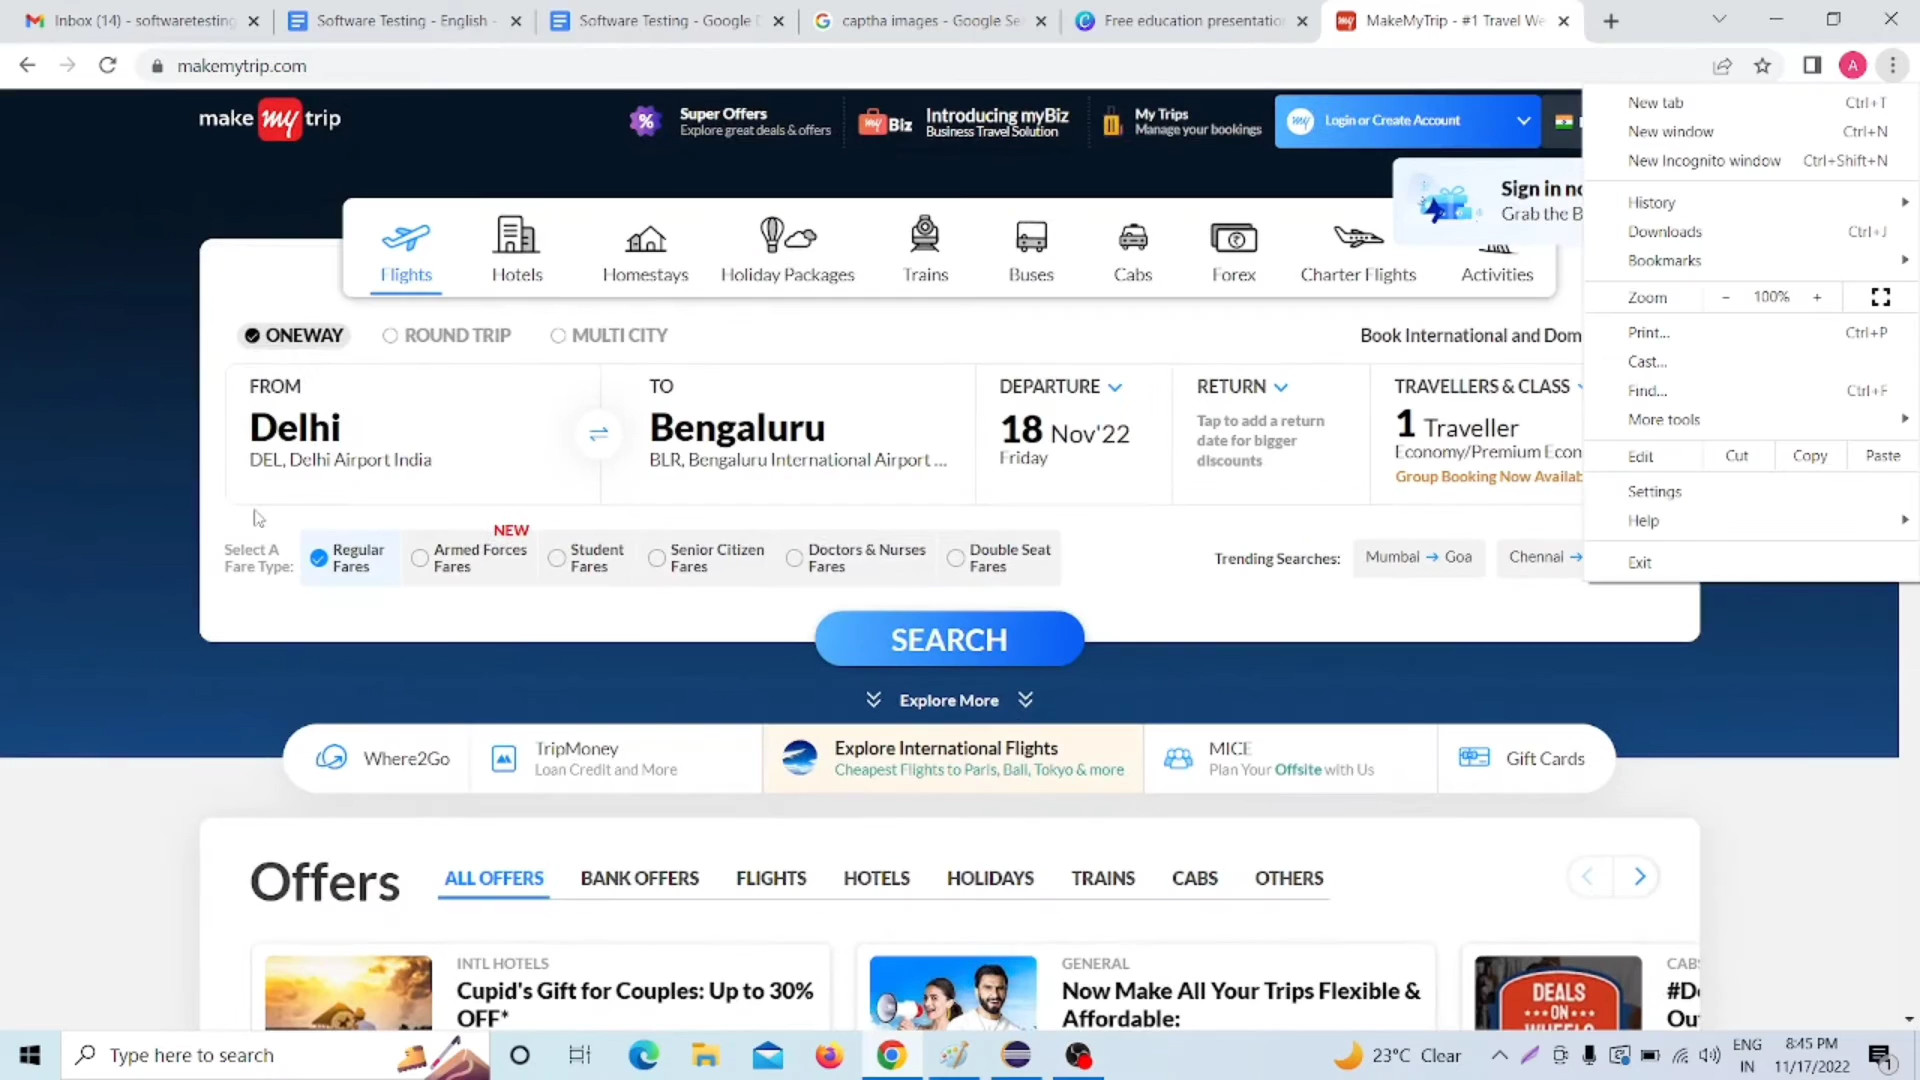 Inbox (14) - softwaretesting
Software Testing - English -
Software Testing - Google D
captha images - Google Se
Free education presentation
MakeMyTrip - #1 Travel We
makemytrip.com
A
make my trip
%
Super Offers
Explore great deals & offers
my Biz
Introducing myBiz
Business Travel Solution
My Trips
Manage your bookings
my
Login or Create Account
Sign in no
Grab the B
Flights
Hotels
Homestays
Holiday Packages
Trains
Buses
Cabs
Forex
Charter Flights
Activities
ONEWAY
ROUND TRIP
MULTI CITY
Book International and Dom
FROM
Delhi
DEL, Delhi Airport India
TO
Bengaluru
BLR, Bengaluru International Airport ...
DEPARTURE
18 Nov'22
Friday
RETURN
Tap to add a return
date for bigger
discounts
TRAVELLERS & CLASS
1 Traveller
Economy/Premium Econ
Group Booking Now Availab
Select A
Fare Type:
Regular
Fares
NEW
Armed Forces
Fares
Student
Fares
Senior Citizen
Fares
Doctors & Nurses
Fares
Double Seat
Fares
Trending Searches:
Mumbai → Goa
Chennai →
SEARCH
Explore More
Where2Go
TripMoney
Loan Credit and More
Explore International Flights
Cheapest Flights to Paris, Bali, Tokyo & more
MICE
Plan Your Offsite with Us
Gift Cards
Offers
ALL OFFERS
BANK OFFERS
FLIGHTS
HOTELS
HOLIDAYS
TRAINS
CABS
OTHERS
INTL HOTELS
Cupid's Gift for Couples: Up to 30%
OFF*
GENERAL
Now Make All Your Trips Flexible &
Affordable:
DEALS
ON
WHEELS
CABS
#De
Ou
New tab Ctrl+T
New window Ctrl+N
New Incognito window Ctrl+Shift+N
History
Downloads Ctrl+J
Bookmarks
Zoom - 100% +
Print... Ctrl+P
Cast...
Find... Ctrl+F
More tools
Edit Cut Copy Paste
Settings
Help
Exit
Type here to search
23°C Clear
ENG
IN
8:45 PM
11/17/2022
1